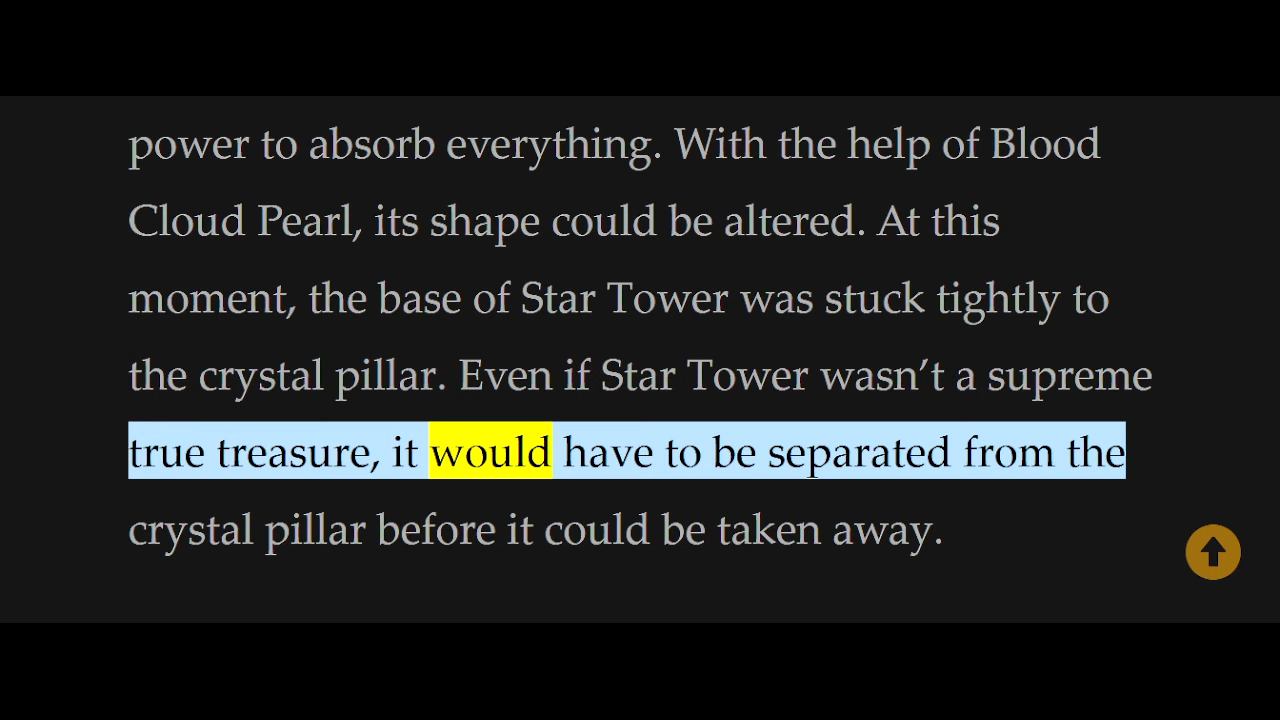 power to absorb everything. With the help of Blood
Cloud Pearl, its shape could be altered. At this
moment, the base of Star Tower was stuck tightly to
the crystal pillar. Even if Star Tower wasn’t a supreme
true treasure, it would have to be separated from the
crystal pillar before it could be taken away.